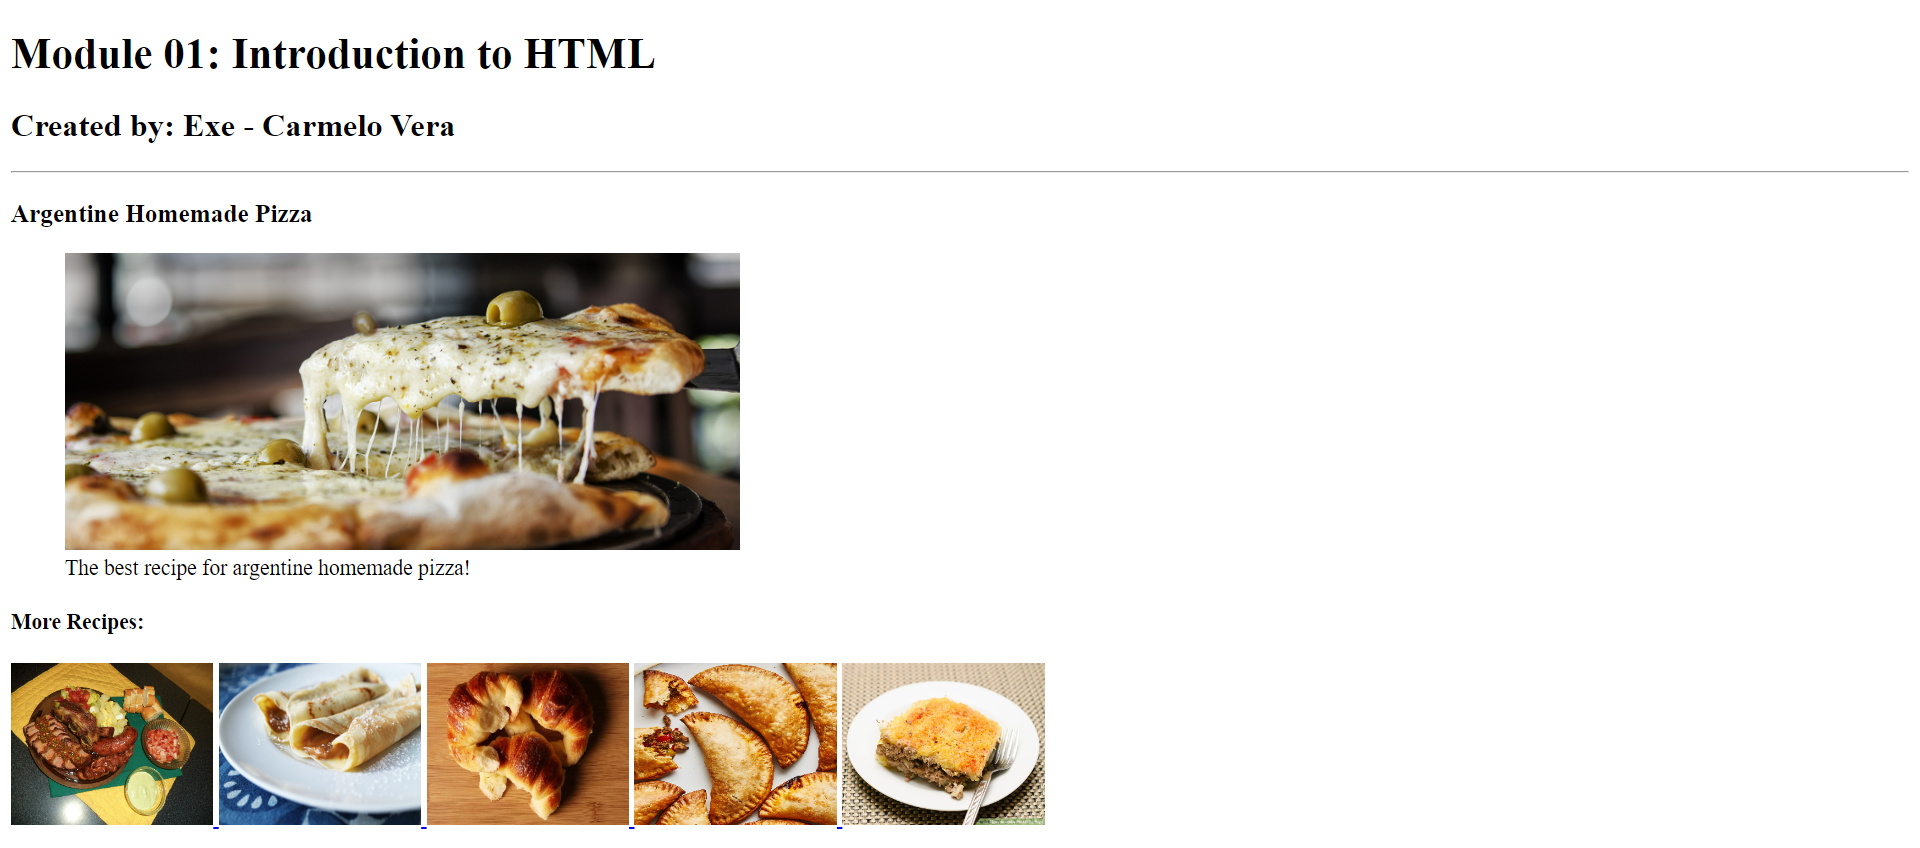 Module 01: Introduction to HTML
Created by: Exe - Carmelo Vera
Argentine Homemade Pizza
The best recipe for argentine homemade pizza!
More Recipes: